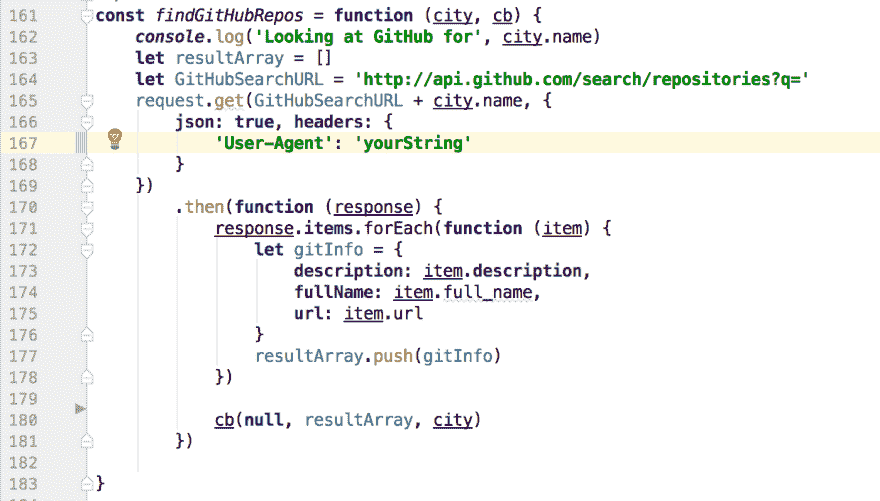 161 const findGitHubRepos = function (city, cb) {
162 console.log('Looking at GitHub for', city.name)
163 let resultArray = []
164 let GitHubSearchURL = 'http://api.github.com/search/repositories?q='
165 request.get(GitHubSearchURL + city.name, {
166 json: true, headers: {
167 'User-Agent': 'yourString'
168 }
169 })
170 .then(function (response) {
171 response.items.forEach(function (item) {
172 let gitInfo = {
173 description: item.description,
174 fullName: item.full_name,
175 url: item.url
176 }
177 resultArray.push(gitInfo)
178 })
179
180 cb(null, resultArray, city)
181 })
182
183 }